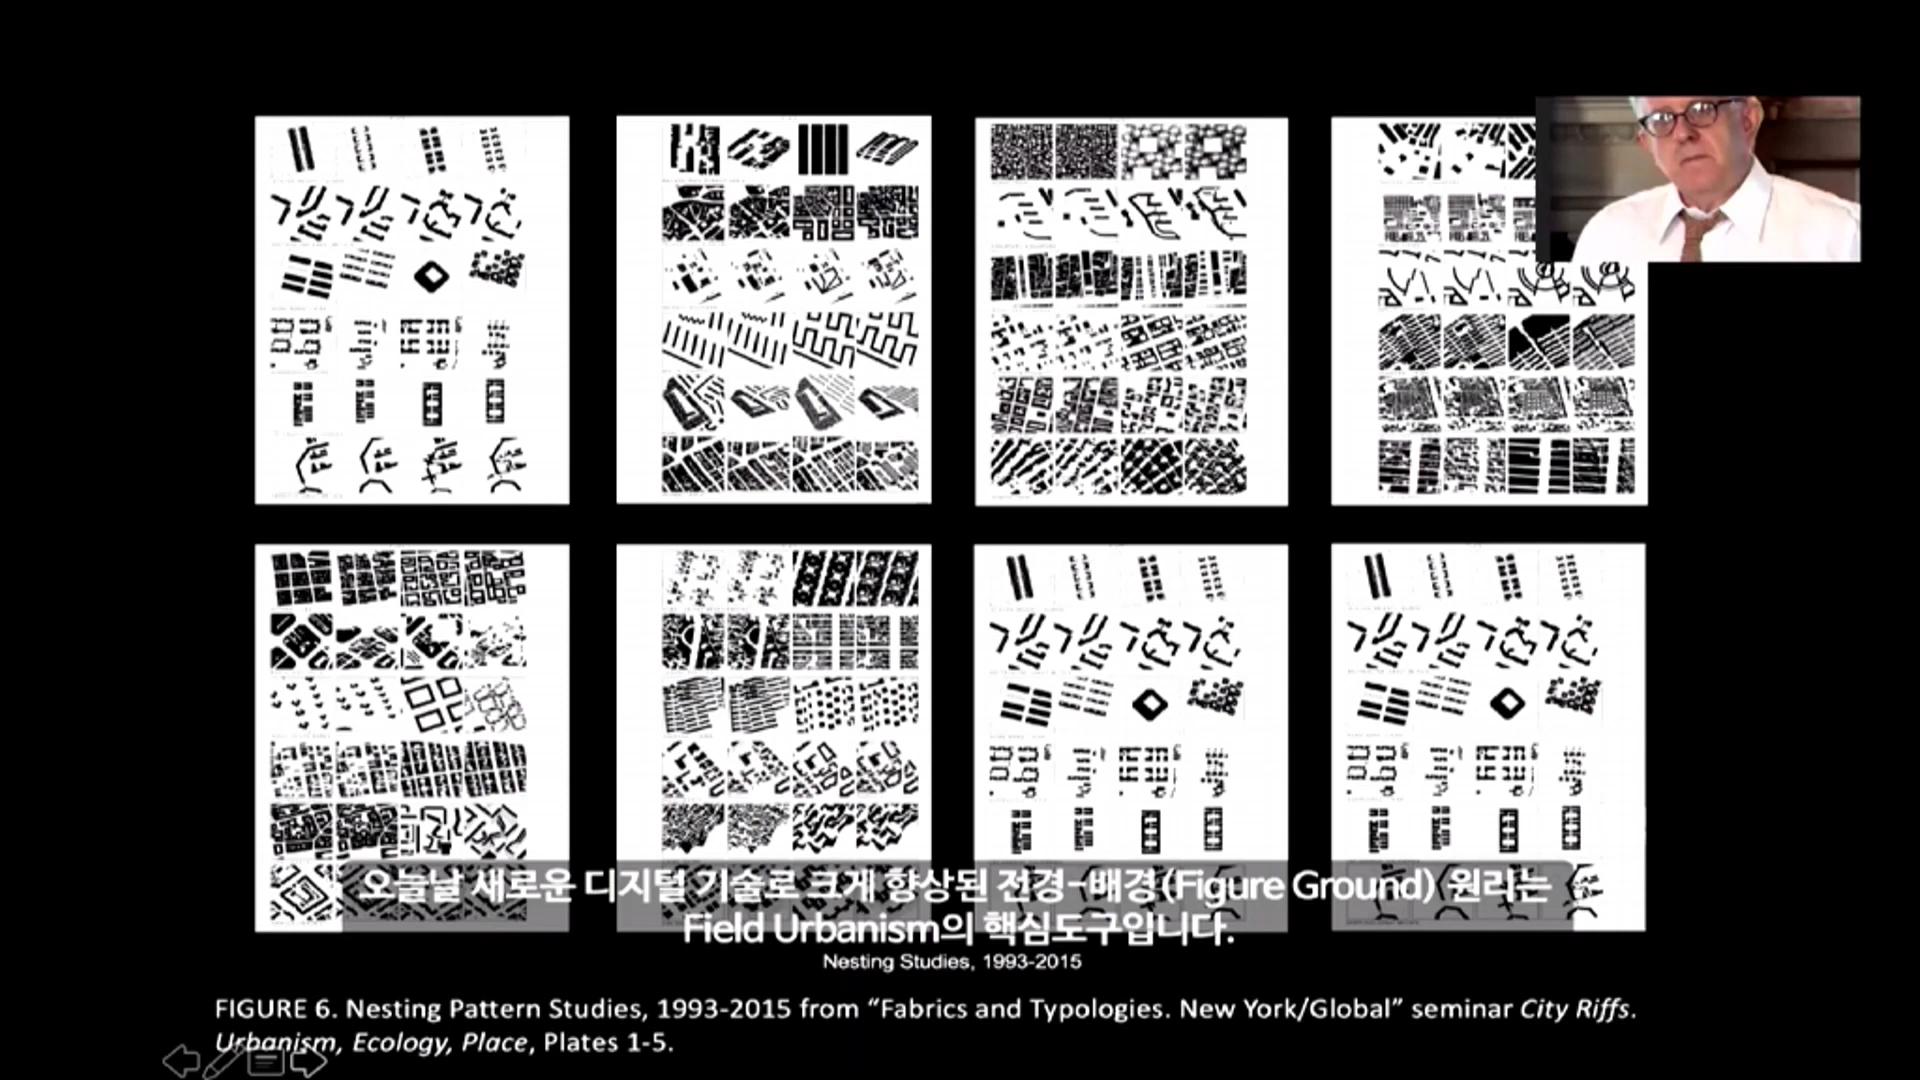 오늘날 새로운 디지털 기술로 크게 향상된 전경-배경(Figure Ground) 원리는
Field Urbanism의 핵심도구입니다.
Nesting Studies, 1993-2015
FIGURE 6. Nesting Pattern Studies, 1993-2015 from “Fabrics and Typologies. New York/Global” seminar City Riffs.
Urbanism, Ecology, Place, Plates 1-5.